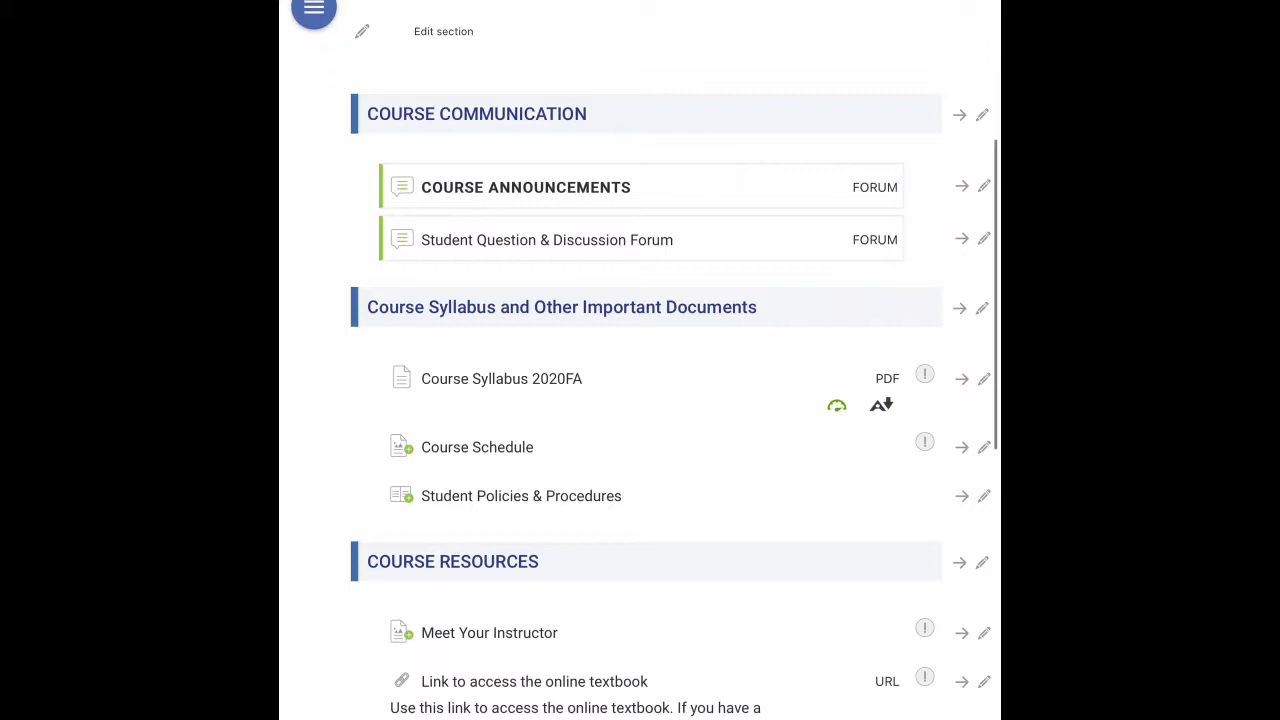 Edit section
COURSE COMMUNICATION
COURSE ANNOUNCEMENTS FORUM
Student Question & Discussion Forum FORUM
Course Syllabus and Other Important Documents
Course Syllabus 2020FA PDF
Course Schedule
Student Policies & Procedures
COURSE RESOURCES
Meet Your Instructor
Link to access the online textbook URL
Use this link to access the online textbook. If you have a